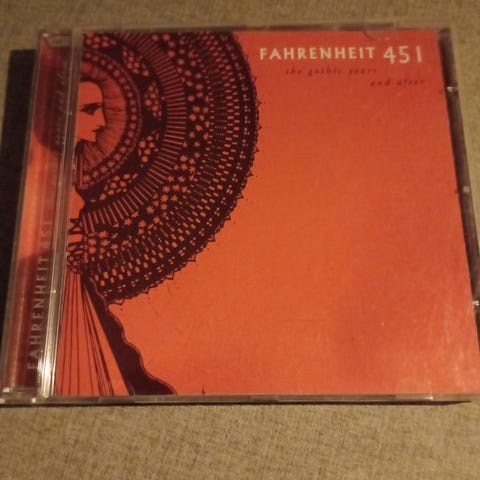 FAHRENHEIT 451
the gothic years
and after
FAHRENHEIT 451